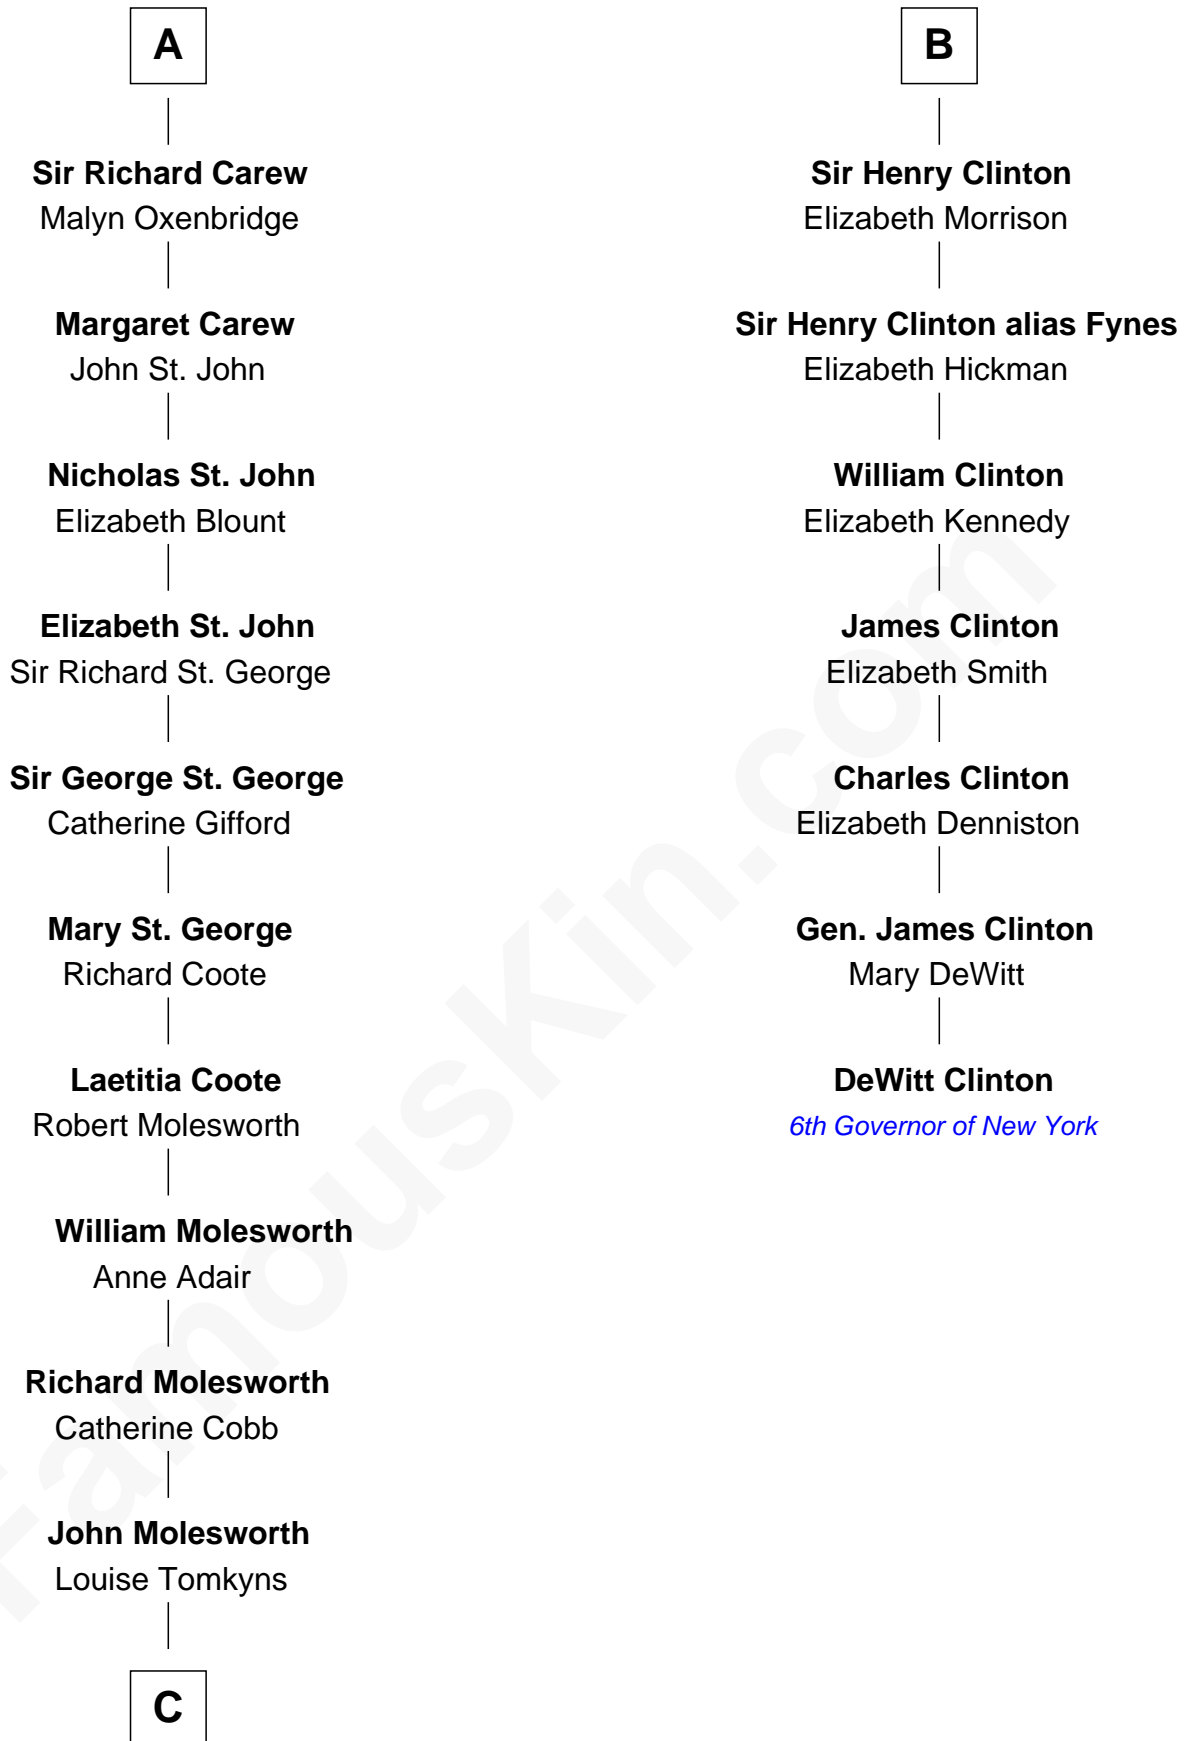 A
Sir Richard Carew
Malyn Oxenbridge
Margaret Carew
John St. John
Nicholas St. John
Elizabeth Blount
Elizabeth St. John
Sir Richard St. George
Sir George St. George
Catherine Gifford
Mary St. George
Richard Coote
Laetitia Coote
Robert Molesworth
William Molesworth
Anne Adair
Richard Molesworth
Catherine Cobb
John Molesworth
Louise Tomkyns
C
B
Sir Henry Clinton
Elizabeth Morrison
Sir Henry Clinton alias Fynes
Elizabeth Hickman
William Clinton
Elizabeth Kennedy
James Clinton
Elizabeth Smith
Charles Clinton
Elizabeth Denniston
Gen. James Clinton
Mary DeWitt
DeWitt Clinton
6th Governor of New York
FamousKin.com